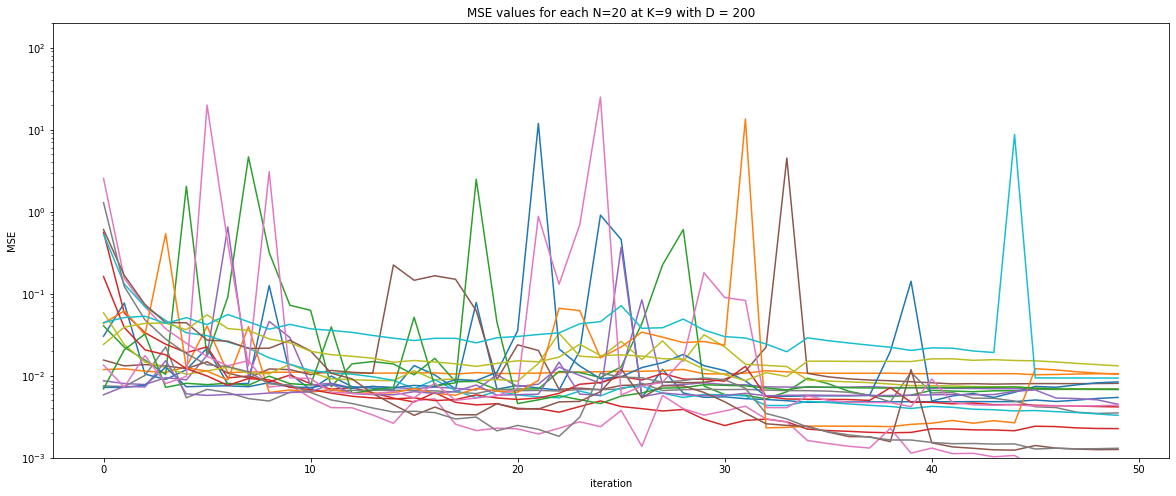 MSE values for each N=20 at K=9 with D = 200
10²
10¹
10⁰
10⁻¹
10⁻²
10⁻³
MSE
0 10 20 30 40 50
iteration